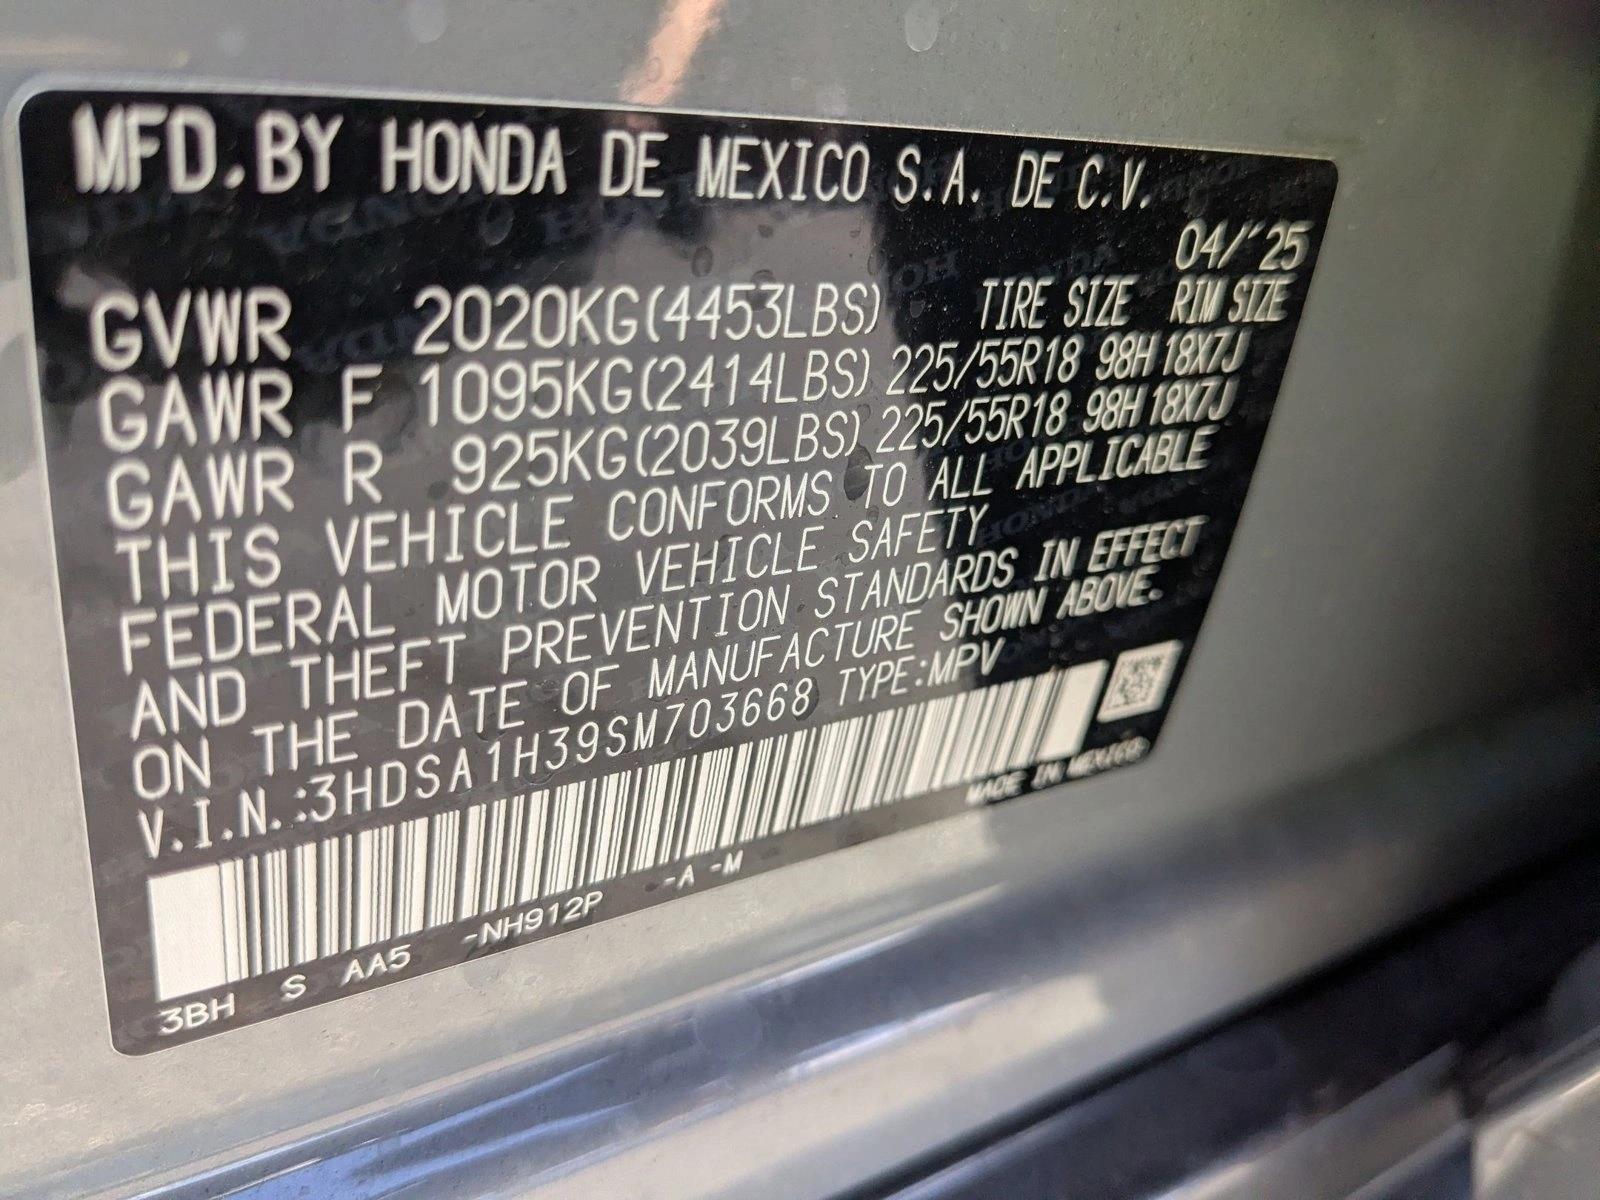 MFD.BY HONDA DE MEXICO S.A. DE C.V.
04/´25
GVWR 2020KG(4453LBS) TIRE SIZE RIM SIZE
GAWR F 1095KG(2414LBS) 225/55R18 98H 18X7J
GAWR R 925KG(2039LBS) 225/55R18 98H 18X7J
THIS VEHICLE CONFORMS TO ALL APPLICABLE
FEDERAL MOTOR VEHICLE SAFETY
AND THEFT PREVENTION STANDARDS IN EFFECT
ON THE DATE OF MANUFACTURE SHOWN ABOVE.
V.I.N.:3HDSA1H39SM703668 TYPE:MPV
MADE IN MEXICO
3BH S AA5 -NH912P -A -M